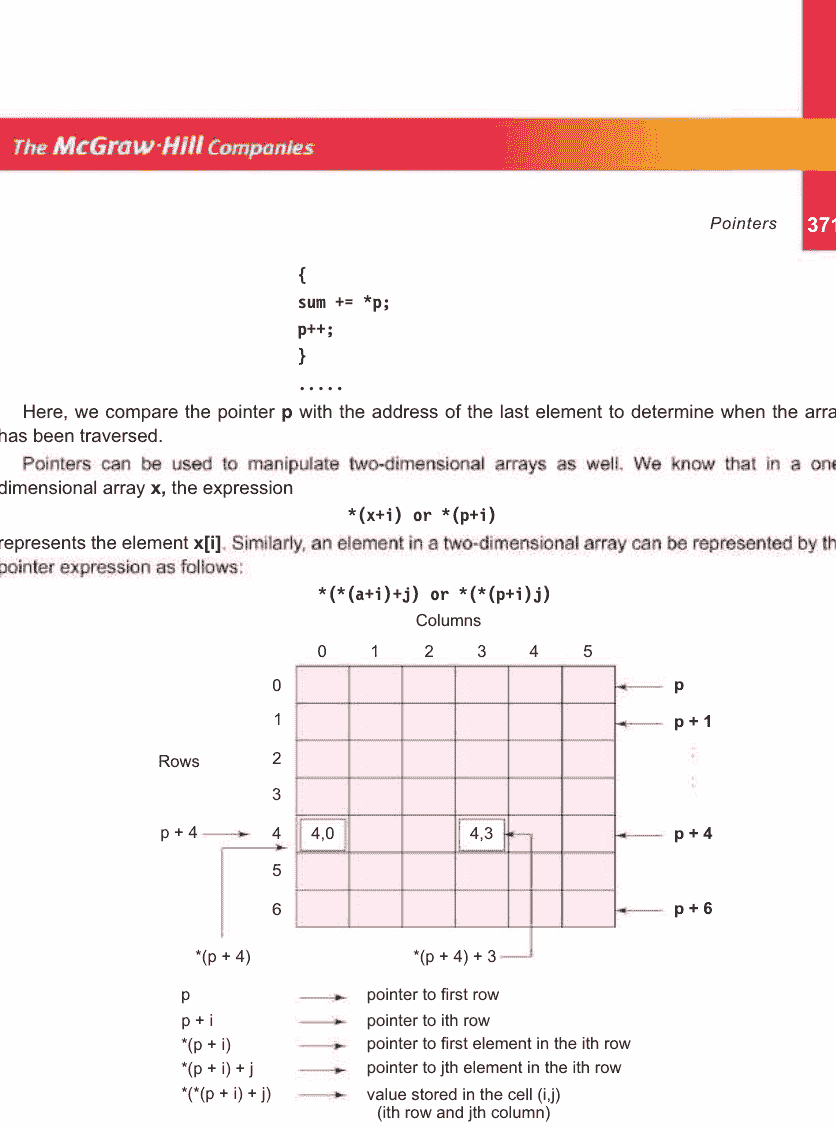 The McGraw·Hill Companies
Pointers 371
{
sum += *p;
p++;
}
.....
Here, we compare the pointer p with the address of the last element to determine when the arra
has been traversed.
Pointers can be used to manipulate two-dimensional arrays as well. We know that in a one
dimensional array x, the expression
*(x+i) or *(p+i)
represents the element x[i]. Similarly, an element in a two-dimensional array can be represented by th
pointer expression as follows:
*(*(a+i)+j) or *(*(p+i)j)
Columns
0 1 2 3 4 5
0 p
1 p + 1
Rows 2
3
p + 4 4 4,0 4,3 p + 4
5
6 p + 6
*(p + 4) *(p + 4) + 3
p pointer to first row
p + i pointer to ith row
*(p + i) pointer to first element in the ith row
*(p + i) + j pointer to jth element in the ith row
*(*(p + i) + j) value stored in the cell (i,j)
(ith row and jth column)